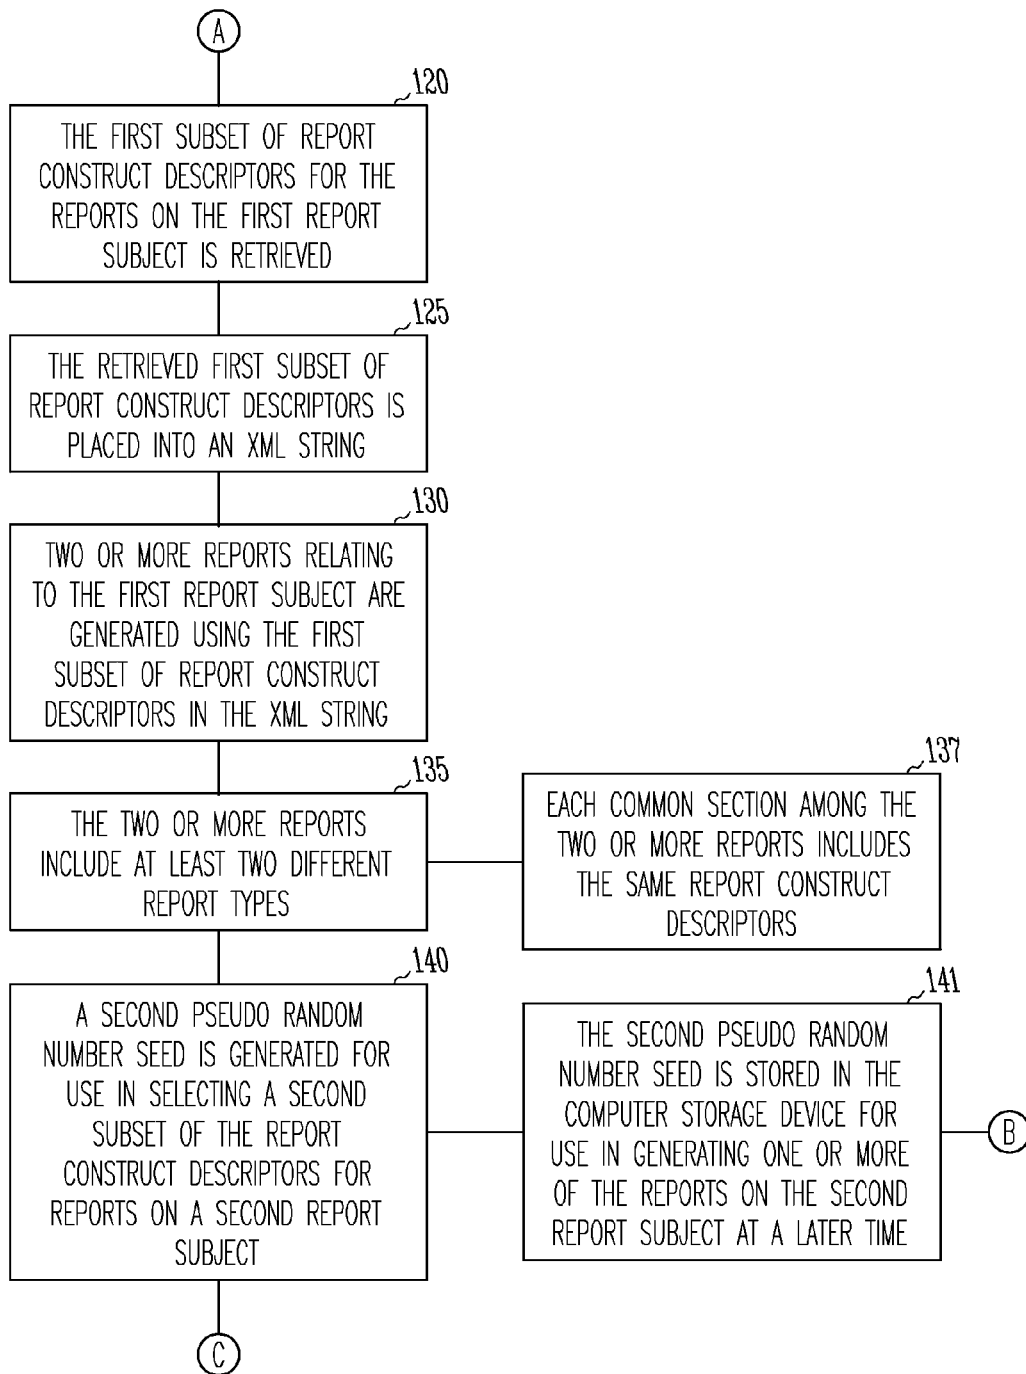 A
120
THE FIRST SUBSET OF REPORT
CONSTRUCT DESCRIPTORS FOR THE
REPORTS ON THE FIRST REPORT
SUBJECT IS RETRIEVED
125
THE RETRIEVED FIRST SUBSET OF
REPORT CONSTRUCT DESCRIPTORS IS
PLACED INTO AN XML STRING
130
TWO OR MORE REPORTS RELATING
TO THE FIRST REPORT SUBJECT ARE
GENERATED USING THE FIRST
SUBSET OF REPORT CONSTRUCT
DESCRIPTORS IN THE XML STRING
135
THE TWO OR MORE REPORTS
INCLUDE AT LEAST TWO DIFFERENT
REPORT TYPES
137
EACH COMMON SECTION AMONG THE
TWO OR MORE REPORTS INCLUDES
THE SAME REPORT CONSTRUCT
DESCRIPTORS
140
A SECOND PSEUDO RANDOM
NUMBER SEED IS GENERATED FOR
USE IN SELECTING A SECOND
SUBSET OF THE REPORT
CONSTRUCT DESCRIPTORS FOR
REPORTS ON A SECOND REPORT
SUBJECT
141
THE SECOND PSEUDO RANDOM
NUMBER SEED IS STORED IN THE
COMPUTER STORAGE DEVICE FOR
USE IN GENERATING ONE OR MORE
OF THE REPORTS ON THE SECOND
REPORT SUBJECT AT A LATER TIME
B
C